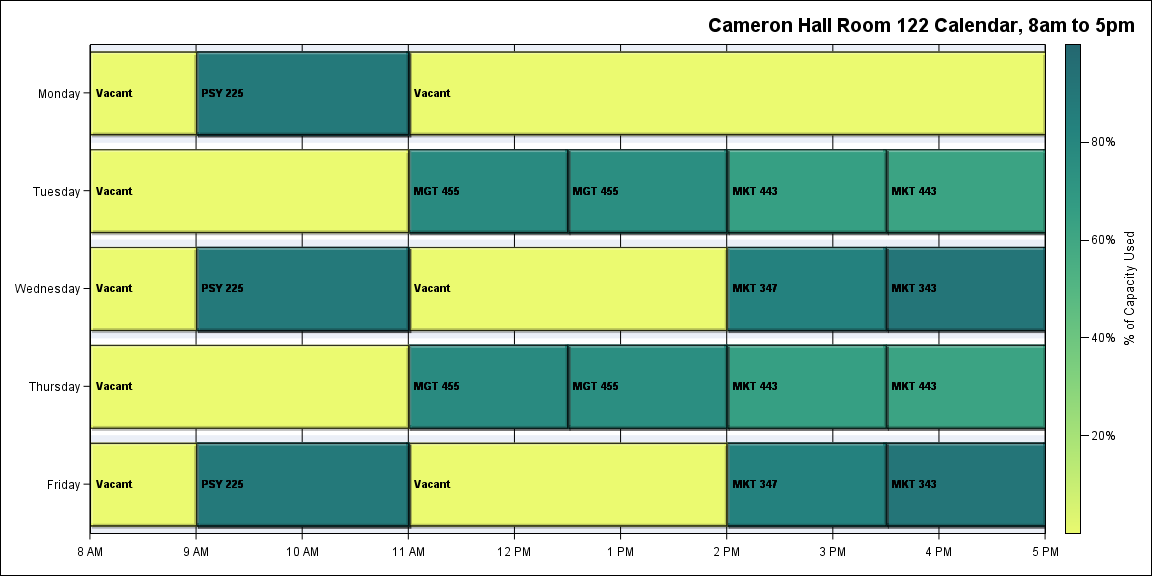 Cameron Hall Room 122 Calendar, 8am to 5pm
Monday
Vacant
PSY 225
Vacant
Tuesday
Vacant
MGT 455
MGT 455
MKT 443
MKT 443
Wednesday
Vacant
PSY 225
Vacant
MKT 347
MKT 343
Thursday
Vacant
MGT 455
MGT 455
MKT 443
MKT 443
Friday
Vacant
PSY 225
Vacant
MKT 347
MKT 343
8 AM
9 AM
10 AM
11 AM
12 PM
1 PM
2 PM
3 PM
4 PM
5 PM
80%
60%
40%
20%
% of Capacity Used